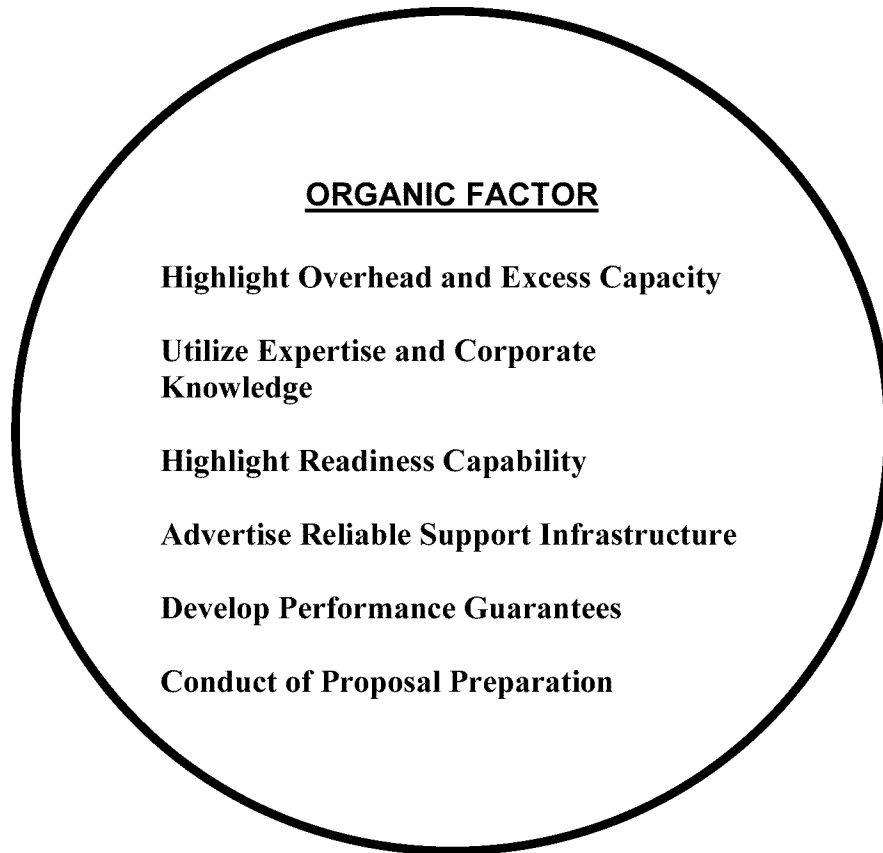 ORGANIC FACTOR
Highlight Overhead and Excess Capacity
Utilize Expertise and Corporate
Knowledge
Highlight Readiness Capability
Advertise Reliable Support Infrastructure
Develop Performance Guarantees
Conduct of Proposal Preparation